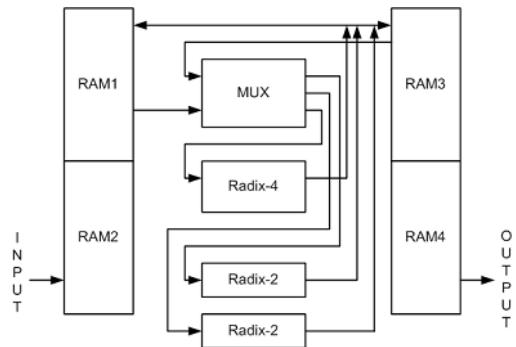 RAM1
MUX
RAM3
Radix-4
RAM2
RAM4
INPUT
OUTPUT
Radix-2
Radix-2